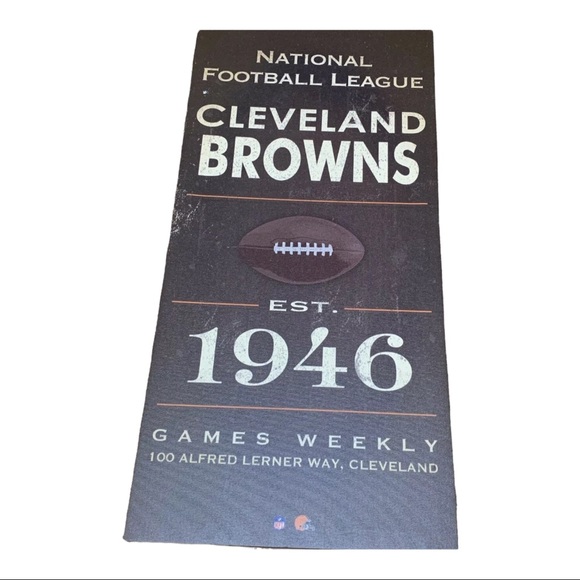 NATIONAL
FOOTBALL LEAGUE
CLEVELAND
BROWNS
EST.
1946
GAMES WEEKLY
100 ALFRED LERNER WAY, CLEVELAND